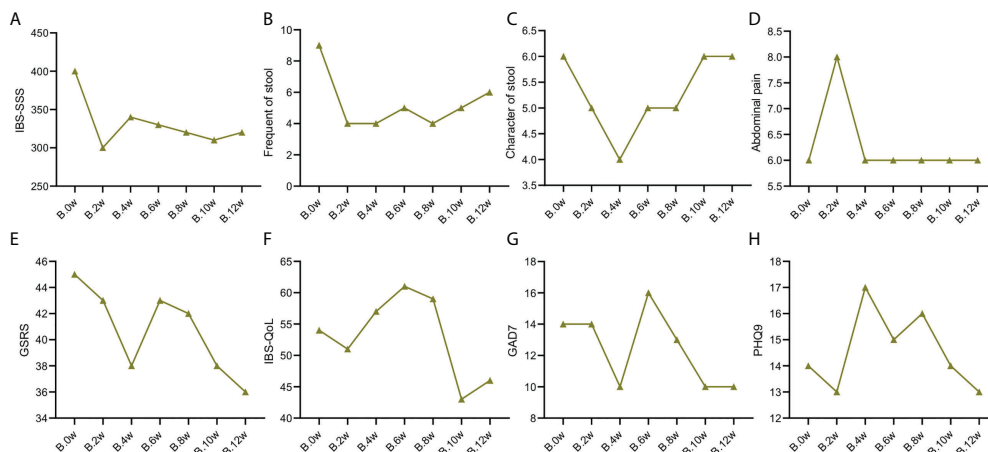 A
IBS-SSS
450
400
350
300
250
B.0w
B.2w
B.4w
B.6w
B.8w
B.10w
B.12w
B
Frequent of stool
10
8
6
4
2
0
B.0w
B.2w
B.4w
B.6w
B.8w
B.10w
B.12w
C
Character of stool
6.5
6.0
5.5
5.0
4.5
4.0
3.5
B.0w
B.2w
B.4w
B.6w
B.8w
B.10w
B.12w
D
Abdominal pain
8.5
8.0
7.5
7.0
6.5
6.0
5.5
B.0w
B.2w
B.4w
B.6w
B.8w
B.10w
B.12w
E
GSRS
46
44
42
40
38
36
34
B.0w
B.2w
B.4w
B.6w
B.8w
B.10w
B.12w
F
IBS-QoL
65
60
55
50
45
40
B.0w
B.2w
B.4w
B.6w
B.8w
B.10w
B.12w
G
GAD7
18
16
14
12
10
8
B.0w
B.2w
B.4w
B.6w
B.8w
B.10w
B.12w
H
PHQ9
18
17
16
15
14
13
12
B.0w
B.2w
B.4w
B.6w
B.8w
B.10w
B.12w